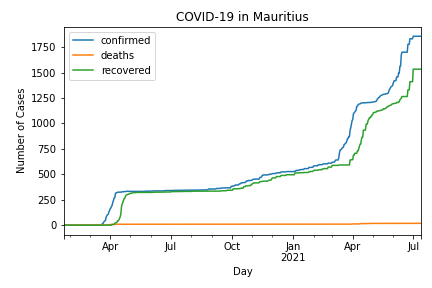 COVID-19 in Mauritius
confirmed
deaths
recovered
Number of Cases
1750
1500
1250
1000
750
500
250
0
Apr Jul Oct Jan Apr Jul
2021
Day